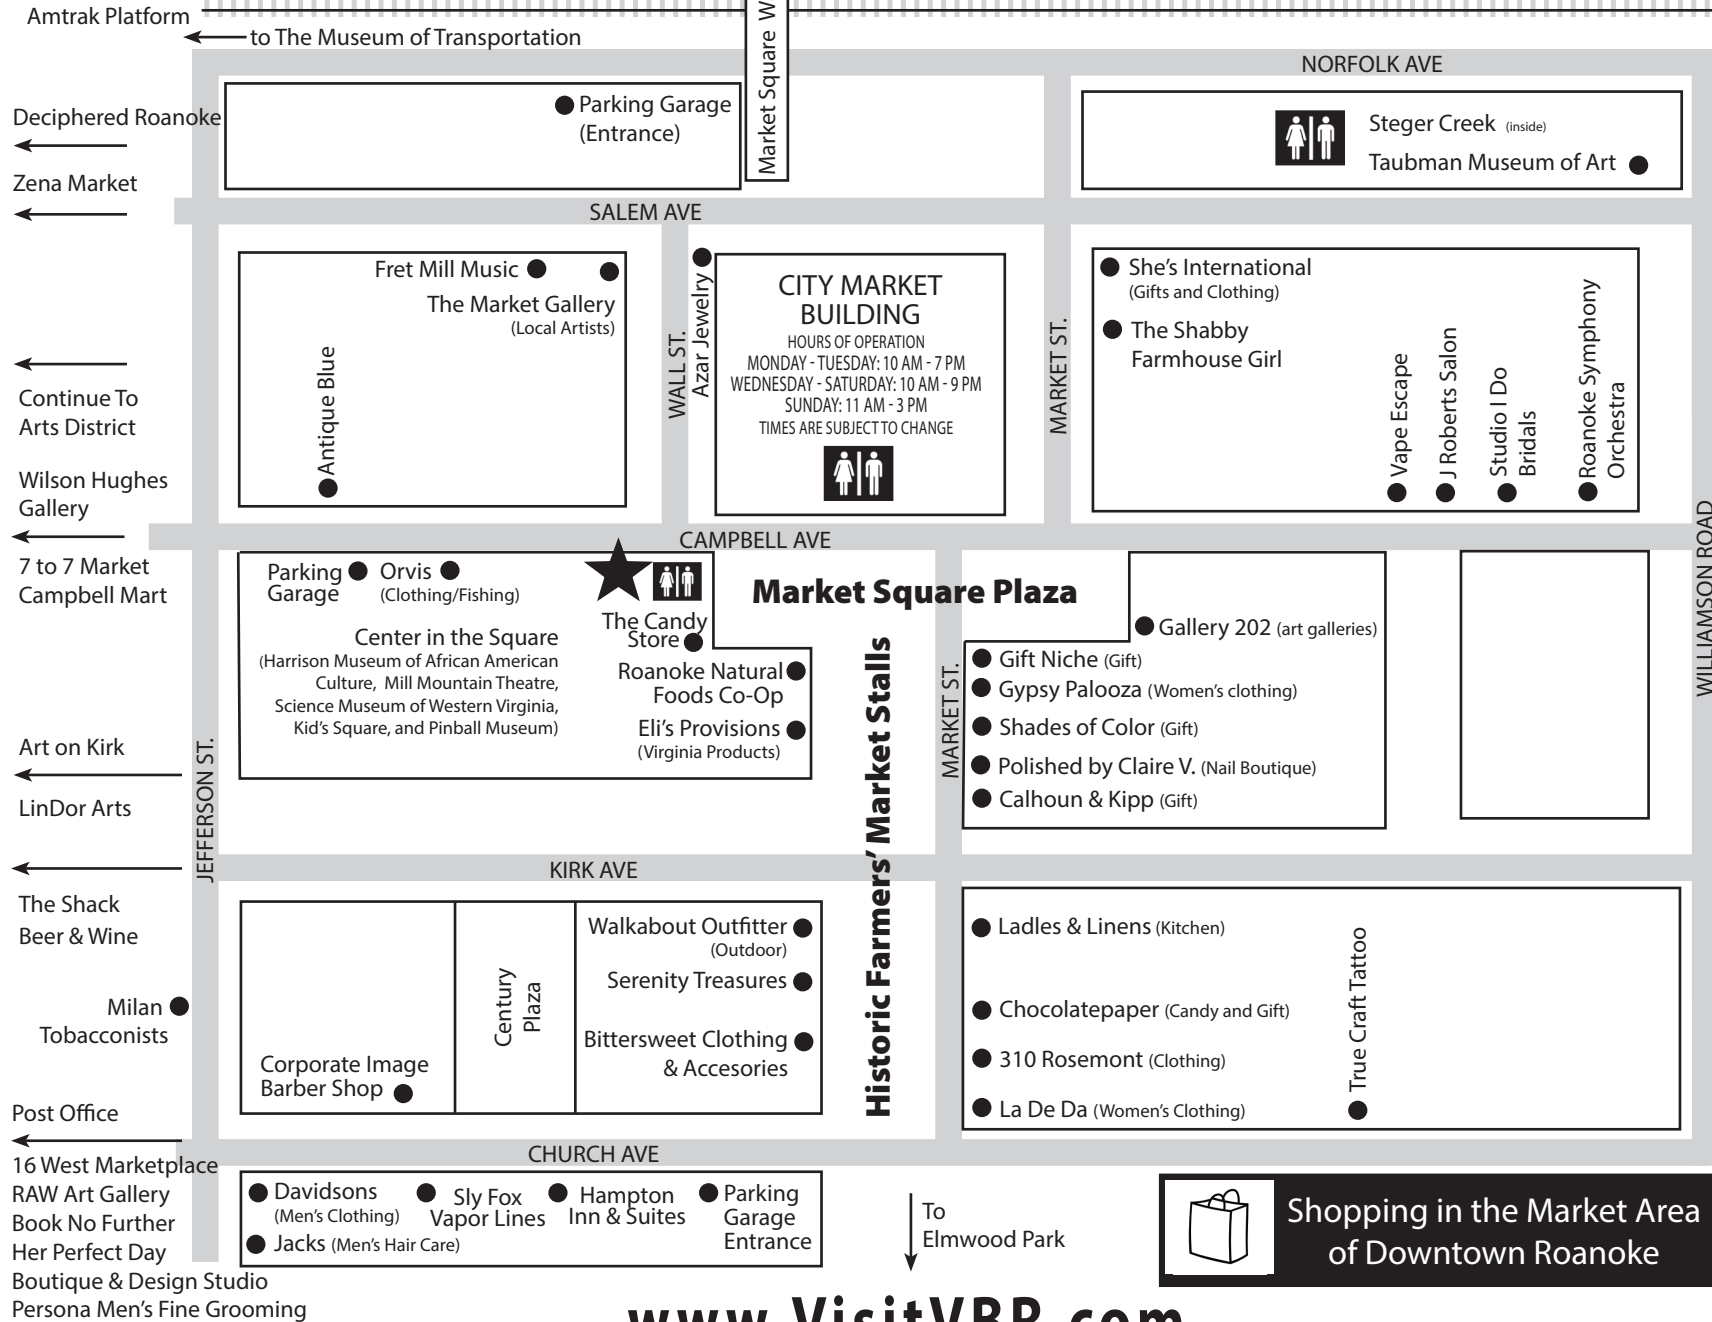 Amtrak Platform
to The Museum of Transportation
Market Square W
NORFOLK AVE
Deciphered Roanoke
Zena Market
Parking Garage
(Entrance)
Steger Creek (inside)
Taubman Museum of Art
SALEM AVE
Continue To
Arts District
Wilson Hughes
Gallery
Fret Mill Music
The Market Gallery
(Local Artists)
Antique Blue
WALL ST.
Azar Jewelry
CITY MARKET
BUILDING
HOURS OF OPERATION
MONDAY - TUESDAY: 10 AM - 7 PM
WEDNESDAY - SATURDAY: 10 AM - 9 PM
SUNDAY: 11 AM - 3 PM
TIMES ARE SUBJECT TO CHANGE
MARKET ST.
She's International
(Gifts and Clothing)
The Shabby
Farmhouse Girl
Vape Escape
J Roberts Salon
Studio I Do
Bridals
Roanoke Symphony
Orchestra
WILLIAMSON ROAD
CAMPBELL AVE
7 to 7 Market
Campbell Mart
Parking
Garage
Orvis
(Clothing/Fishing)
The Candy
Store
Center in the Square
(Harrison Museum of African American
Culture, Mill Mountain Theatre,
Science Museum of Western Virginia,
Kid's Square, and Pinball Museum)
Roanoke Natural
Foods Co-Op
Eli's Provisions
(Virginia Products)
Market Square Plaza
Historic Farmers' Market Stalls
MARKET ST.
Gallery 202 (art galleries)
Gift Niche (Gift)
Gypsy Palooza (Women's clothing)
Shades of Color (Gift)
Polished by Claire V. (Nail Boutique)
Calhoun & Kipp (Gift)
Art on Kirk
LinDor Arts
JEFFERSON ST.
KIRK AVE
The Shack
Beer & Wine
Milan
Tobacconists
Corporate Image
Barber Shop
Century
Plaza
Walkabout Outfitter
(Outdoor)
Serenity Treasures
Bittersweet Clothing
& Accesories
Ladles & Linens (Kitchen)
Chocolatepaper (Candy and Gift)
310 Rosemont (Clothing)
La De Da (Women's Clothing)
True Craft Tattoo
Post Office
CHURCH AVE
16 West Marketplace
RAW Art Gallery
Book No Further
Her Perfect Day
Boutique & Design Studio
Persona Men's Fine Grooming
Davidsons
(Men's Clothing)
Jacks (Men's Hair Care)
Sly Fox
Vapor Lines
Hampton
Inn & Suites
Parking
Garage
Entrance
To
Elmwood Park
Shopping in the Market Area
of Downtown Roanoke
www.VisitVBR.com